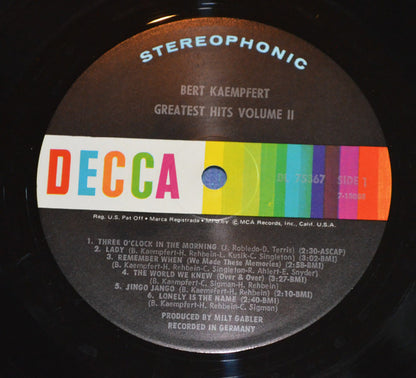 STEREOPHONIC
BERT KAEMPFERT
GREATEST HITS VOLUME II
DECCA
SIDE 1
Reg. U.S. Pat Off • Marca Registrada • © MCA Records, Inc., Calif. U.S.A.
1. THREE O'CLOCK IN THE MORNING (J. Robledo-D. Terris) (2:30-ASCAP)
2. LADY (B. Kaempfert-H. Rehbein-L. Kusik-C. Singleton) (3:02-BMI)
3. REMEMBER WHEN (We Made These Memories) (2:58-BMI)
(B. Kaempfert-H. Rehbein-C. Singleton-R. Ahlert-E. Snyder)
4. THE WORLD WE KNEW (Over & Over) (3:27-BMI)
(B. Kaempfert-C. Sigman-H. Rehbein)
5. JINGO JANGO (B. Kaempfert-H. Rehbein) (2:10-BMI)
6. LONELY IS THE NAME (2:40-BMI)
(B. Kaempfert-H. Rehbein-C. Sigman)
PRODUCED BY MILT GABLER
RECORDED IN GERMANY